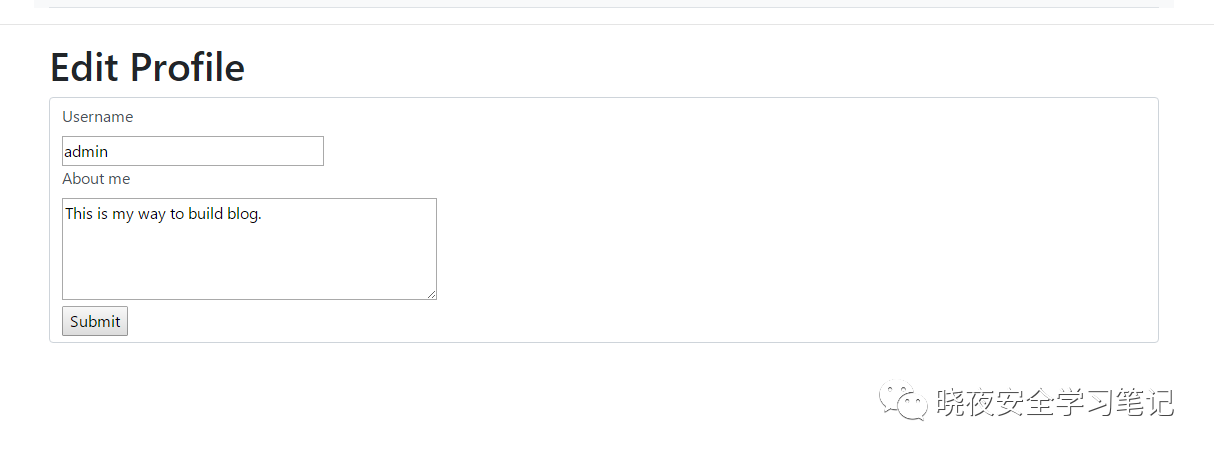 Edit Profile
Username
admin
About me
This is my way to build blog.
Submit
晓夜安全学习笔记